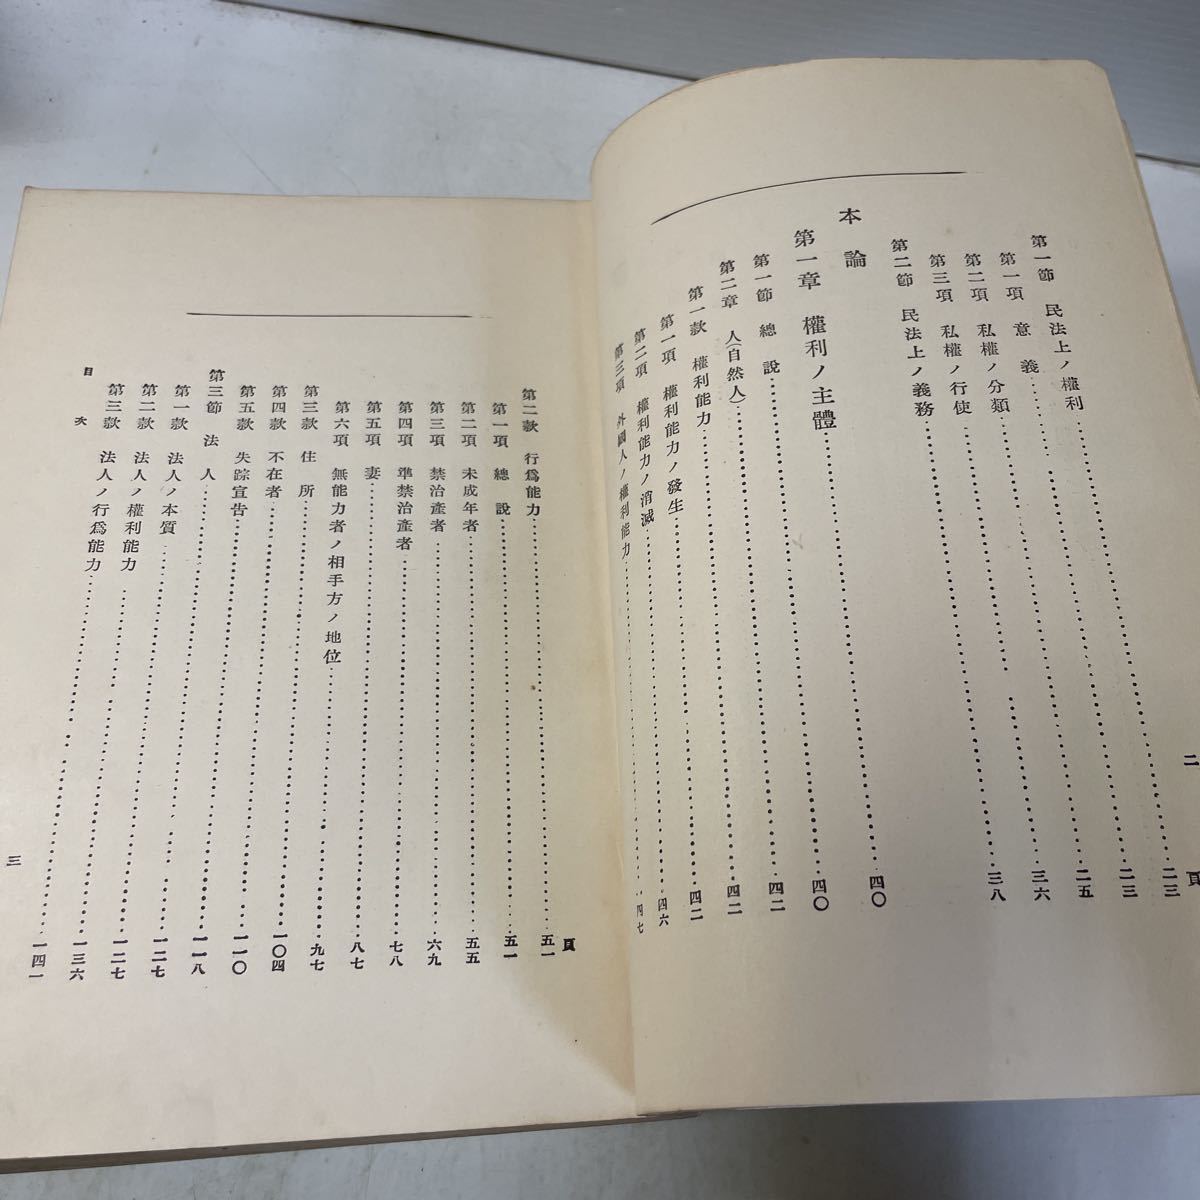 二
頁
第一節 民法上ノ權利……二三
第一項 意義……二三
第二項 私權ノ分類……二五
第三項 私權ノ行使……三六
第二節 民法上ノ義務……三八
本論
第一章 權利ノ主體……四〇
第一節 總說……四〇
第二章 人(自然人)……四二
第一款 權利能力……四二
第一項 權利能力ノ發生……四二
第二項 權利能力ノ消滅……四六
第三項 外國人ノ權利能力……四七
頁
第二款 行爲能力……五一
第一項 總說……五一
第二項 未成年者……五五
第三項 禁治產者……六九
第四項 準禁治產者……七八
第五項 妻……八七
第六項 無能力者ノ相手方ノ地位……九七
第三款 住所……一〇四
第四款 不在者……一一〇
第五款 失踪宣告……一一八
第三節 法人……一二七
第一款 法人ノ本質……一二七
第二款 法人ノ權利能力……一三六
第三款 法人ノ行爲能力……一四一
目次
三